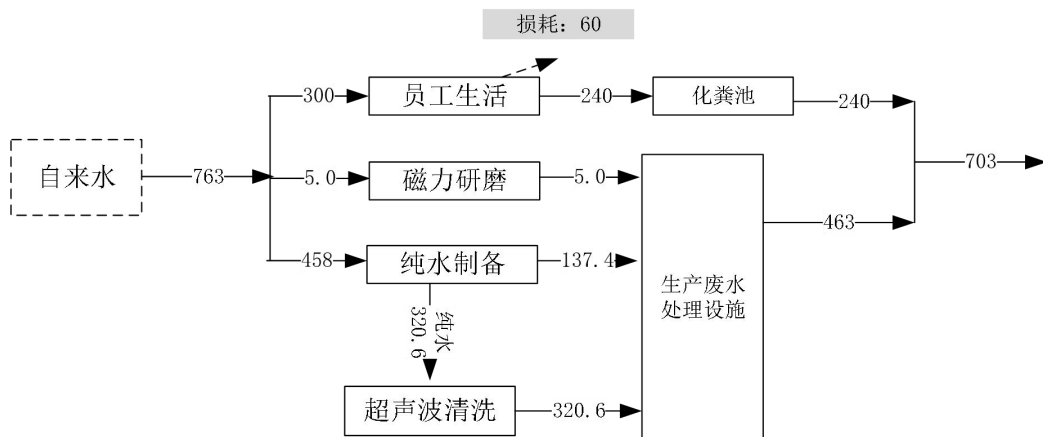 损耗：60
300
员工生活
240
化粪池
240
自来水
763
5.0
磁力研磨
5.0
703
463
458
纯水制备
137.4
生产废水
处理设施
纯水
320.6
超声波清洗
320.6